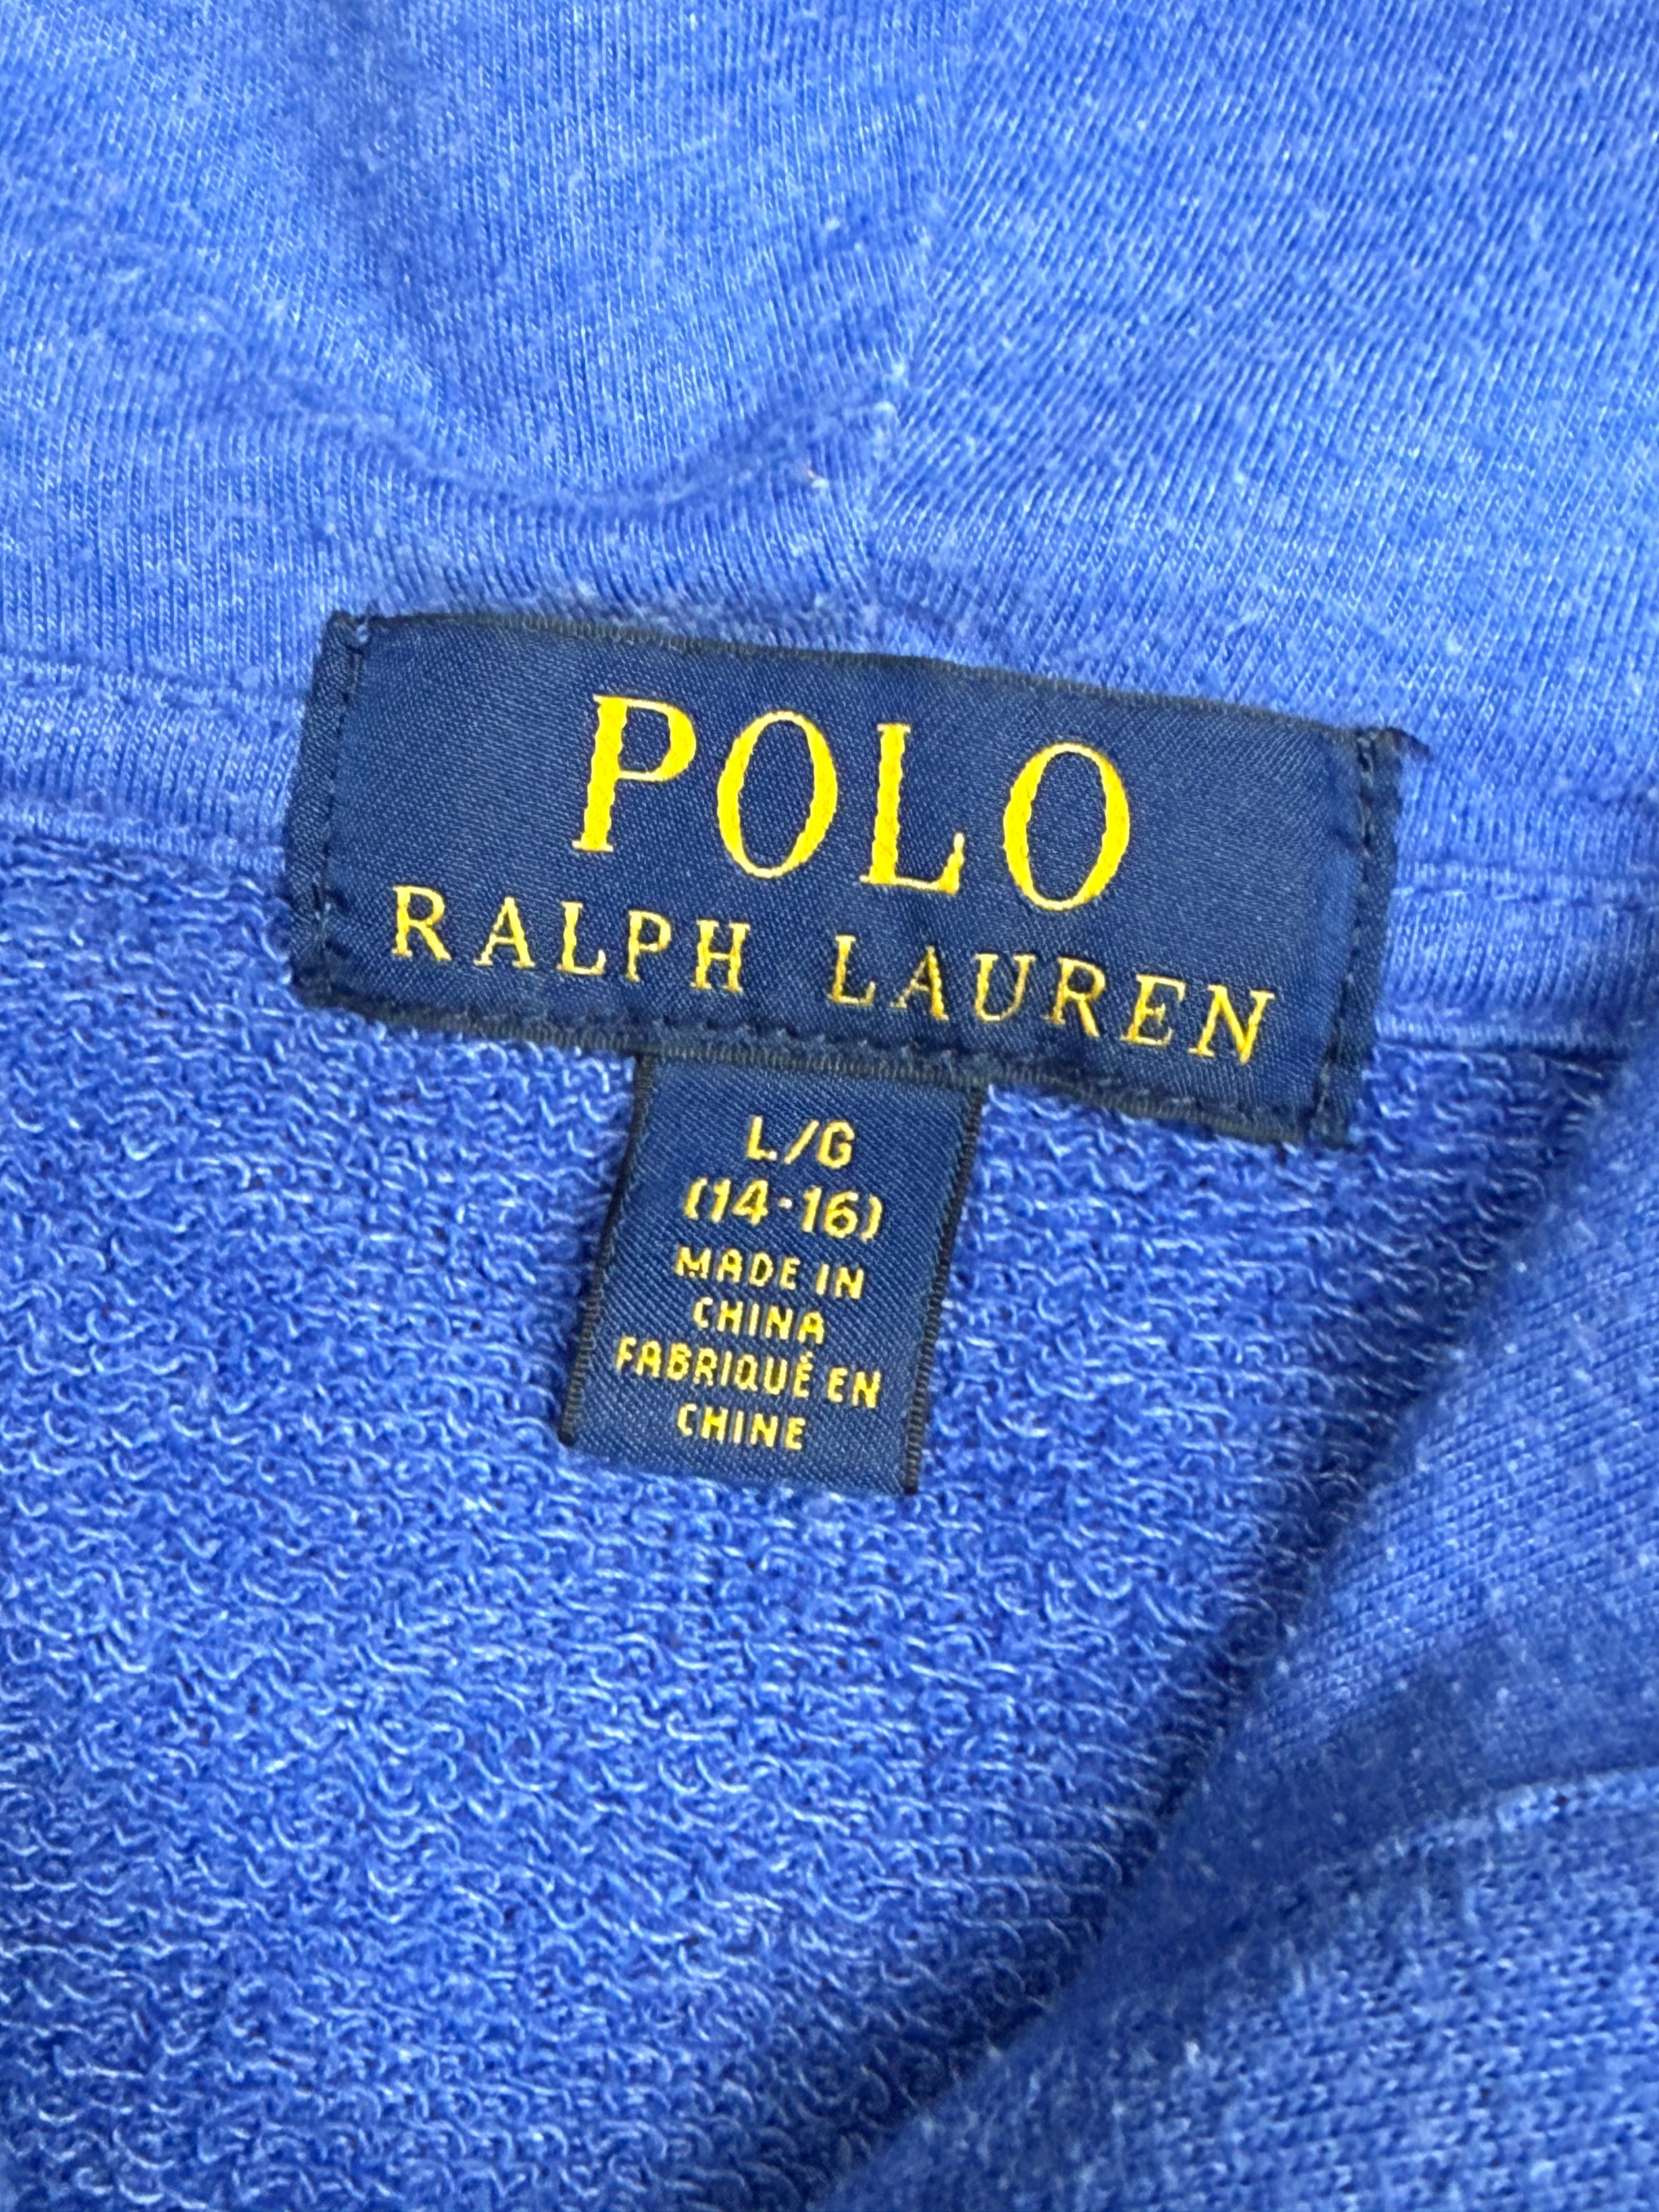 POLO
RALPH LAUREN
L/G
(14-16)
MADE IN
CHINA
FABRIQUÉ EN
CHINE